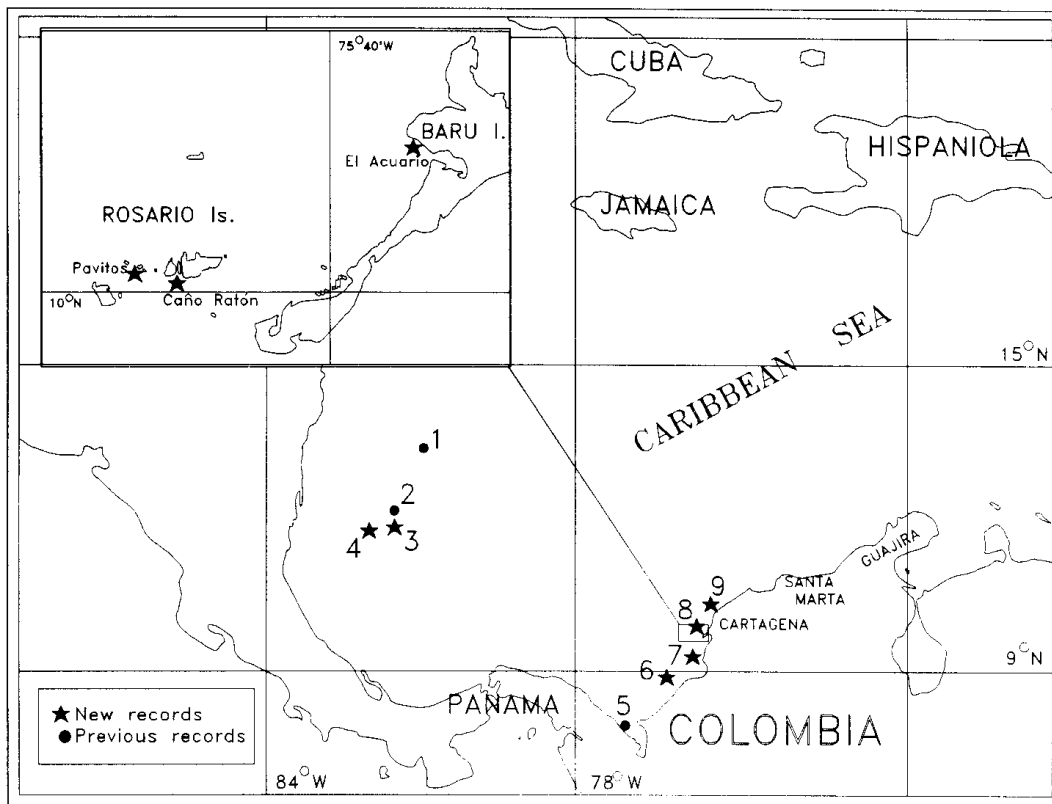 75°40'W
BARU I.
El Acuario
ROSARIO Is.
Pavitos
Caño Ratón
10°N
CUBA
HISPANIOLA
JAMAICA
CARIBBEAN SEA
15°N
1
2
4
3
GUAJIRA
SANTA
MARTA
9
8
CARTAGENA
7
9°N
6
PANAMA
5
COLOMBIA
New records
Previous records
84°W
78°W